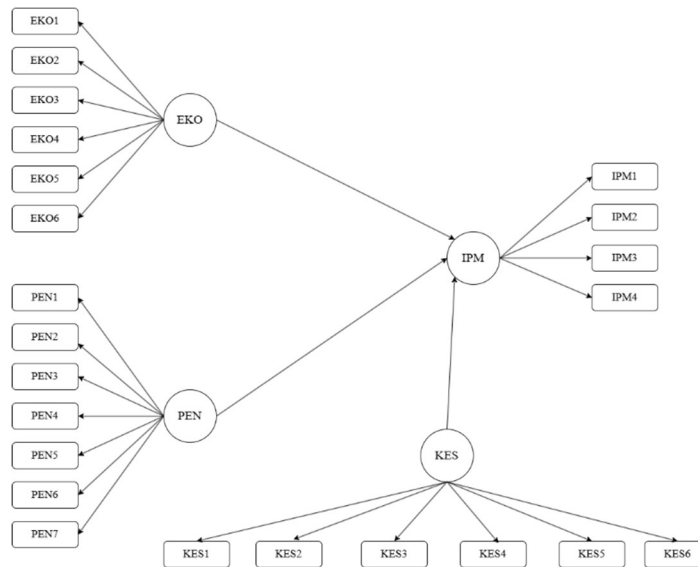 EKO1
EKO2
EKO3
EKO4
EKO5
EKO6
EKO
IPM1
IPM2
IPM3
IPM4
IPM
PEN1
PEN2
PEN3
PEN4
PEN5
PEN6
PEN7
PEN
KES
KES1
KES2
KES3
KES4
KES5
KES6